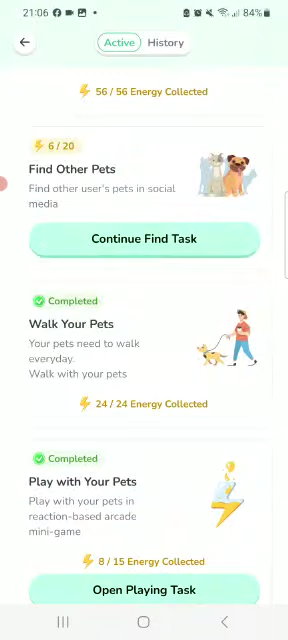 21:06
84%
Active History
56 / 56 Energy Collected
6 / 20
Find Other Pets
Find other user's pets in social
media
Continue Find Task
Completed
Walk Your Pets
Your pets need to walk
everyday.
Walk with your pets
24 / 24 Energy Collected
Completed
Play with Your Pets
Play with your pets in
reaction-based arcade
mini-game
8 / 15 Energy Collected
Open Playing Task